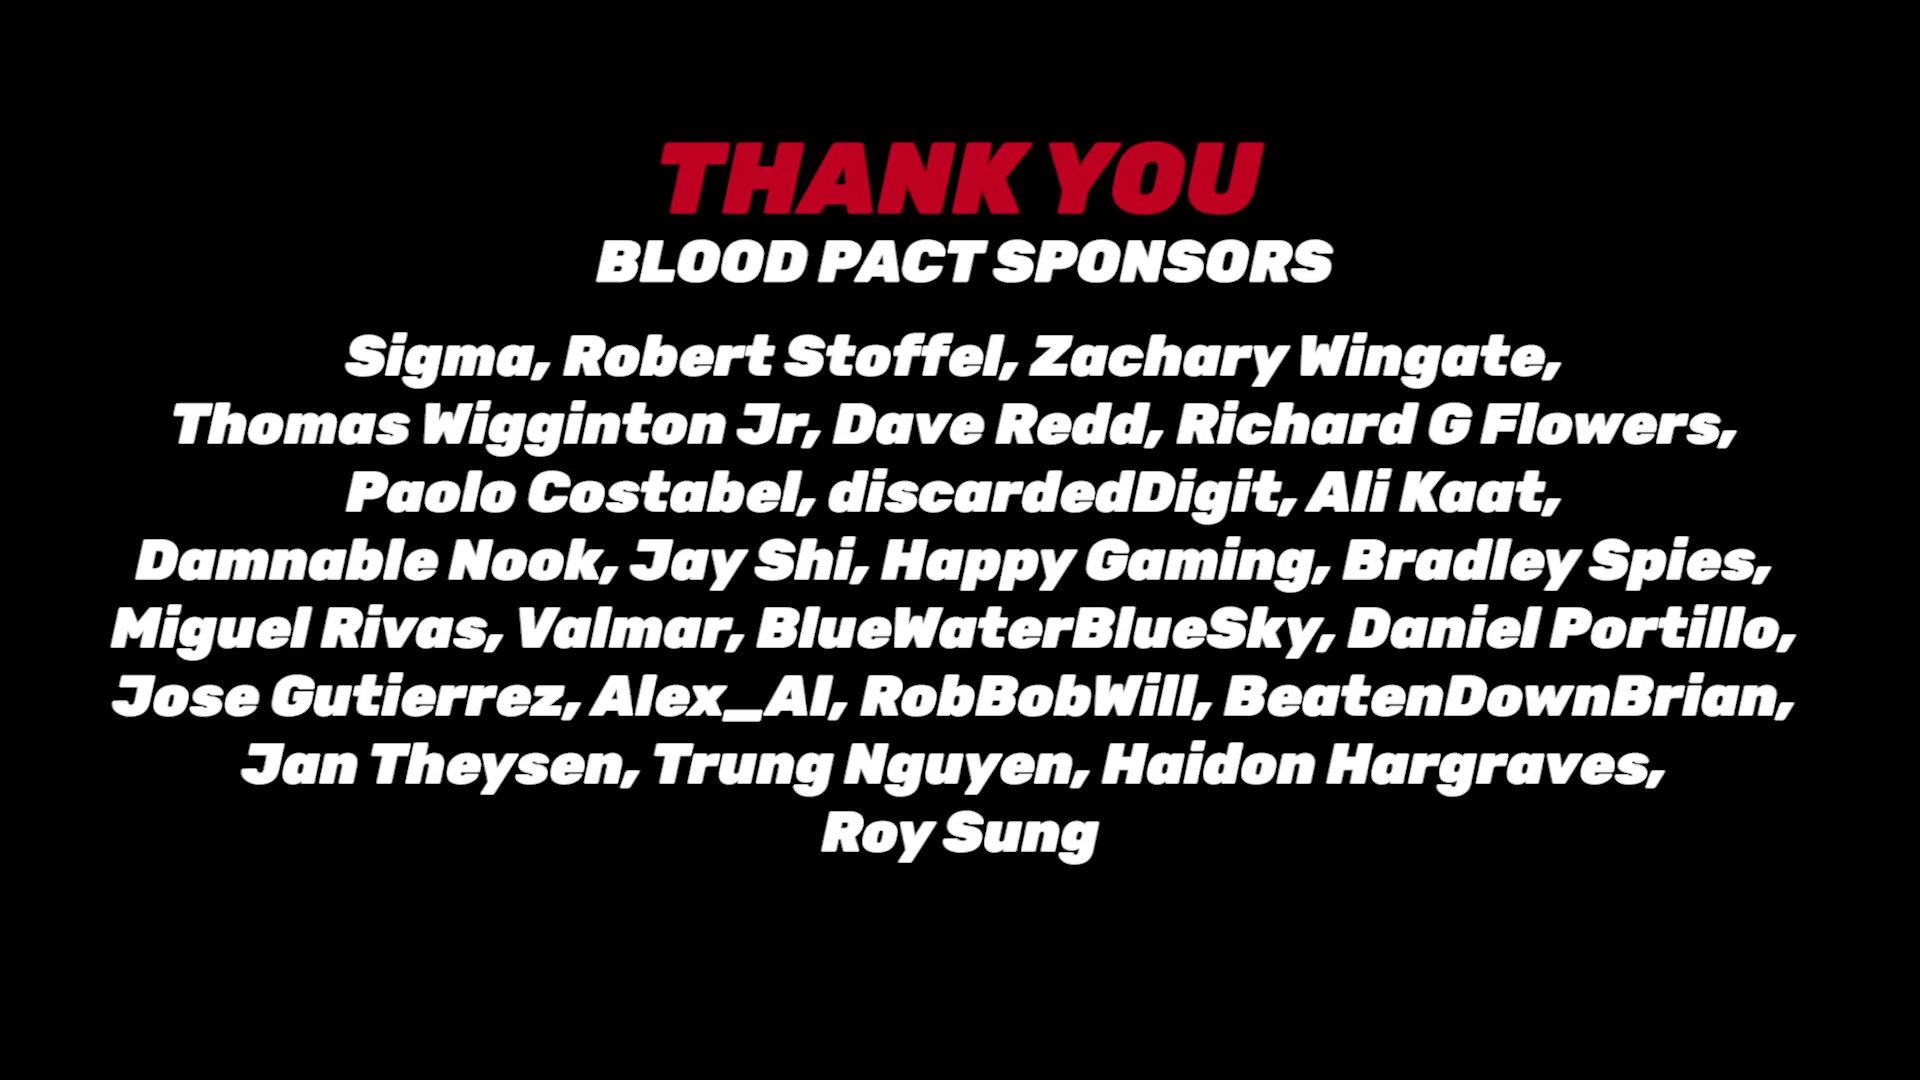 THANK YOU
BLOOD PACT SPONSORS
Sigma, Robert Stoffel, Zachary Wingate,
Thomas Wigginton Jr, Dave Redd, Richard G Flowers,
Paolo Costabel, discardedDigit, Ali Kaat,
Damnable Nook, Jay Shi, Happy Gaming, Bradley Spies,
Miguel Rivas, Valmar, BlueWaterBlueSky, Daniel Portillo,
Jose Gutierrez, Alex_AI, RobBobWill, BeatenDownBrian,
Jan Theysen, Trung Nguyen, Haidon Hargraves,
Roy Sung